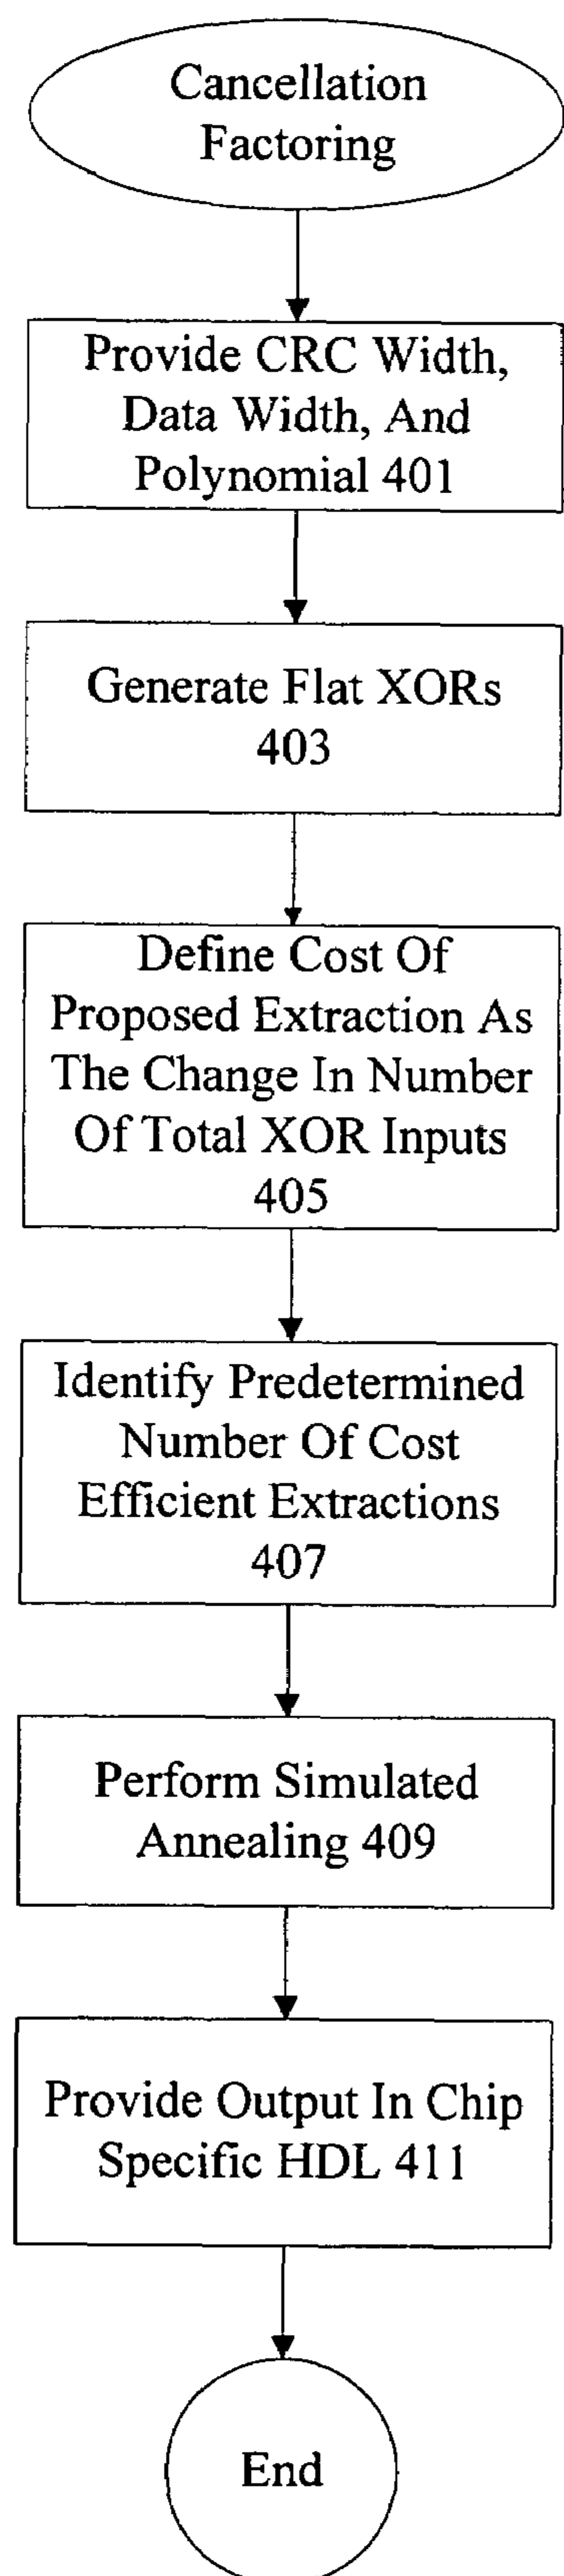 Cancellation
Factoring
Provide CRC Width,
Data Width, And
Polynomial 401
Generate Flat XORs
403
Define Cost Of
Proposed Extraction As
The Change In Number
Of Total XOR Inputs
405
Identify Predetermined
Number Of Cost
Efficient Extractions
407
Perform Simulated
Annealing 409
Provide Output In Chip
Specific HDL 411
End